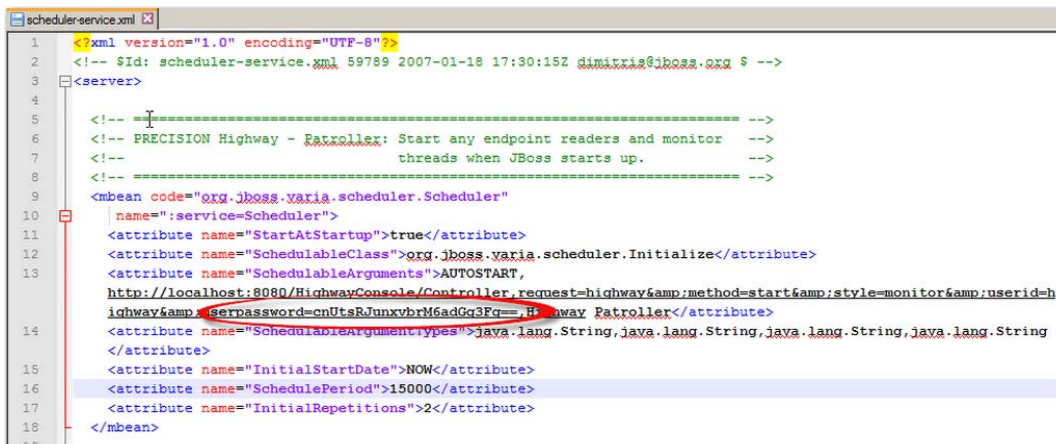 scheduler-service.xml
1 <?xml version="1.0" encoding="UTF-8"?>
2 <!-- $Id: scheduler-service.xml 59789 2007-01-18 17:30:15Z dimitris@jboss.org $ -->
3 <server>
4
5 <!-- ==================================================================== -->
6 <!-- PRECISION Highway - Patroller: Start any endpoint readers and monitor -->
7 <!-- threads when JBoss starts up. -->
8 <!-- ==================================================================== -->
9 <mbean code="org.jboss.varia.scheduler.Scheduler"
10 name=":service=Scheduler">
11 <attribute name="StartAtStartup">true</attribute>
12 <attribute name="SchedulableClass">org.jboss.varia.scheduler.Initialize</attribute>
13 <attribute name="SchedulableArguments">AUTOSTART,
http://localhost:8080/HighwayConsole/Controller,request=highway&amp;method=start&amp;style=monitor&amp;userid=h
ighway&amp;userpassword=cnUtsRJunxvbrM6adGq3Fg==,Highway Patroller</attribute>
14 <attribute name="SchedulableArgumentTypes">java.lang.String,java.lang.String,java.lang.String,java.lang.String
</attribute>
15 <attribute name="InitialStartDate">NOW</attribute>
16 <attribute name="SchedulePeriod">15000</attribute>
17 <attribute name="InitialRepetitions">2</attribute>
18 </mbean>